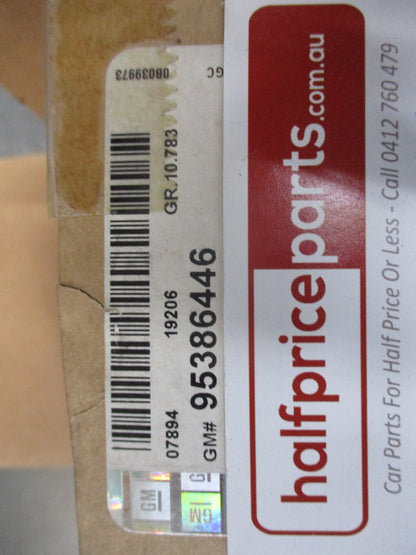 07894 19206 GR.10.783
GM# 95386446
GM GM
GM
0B039973
GC
halfpriceparts.com.au
Car Parts For Half Price Or Less - Call 0412 760 479